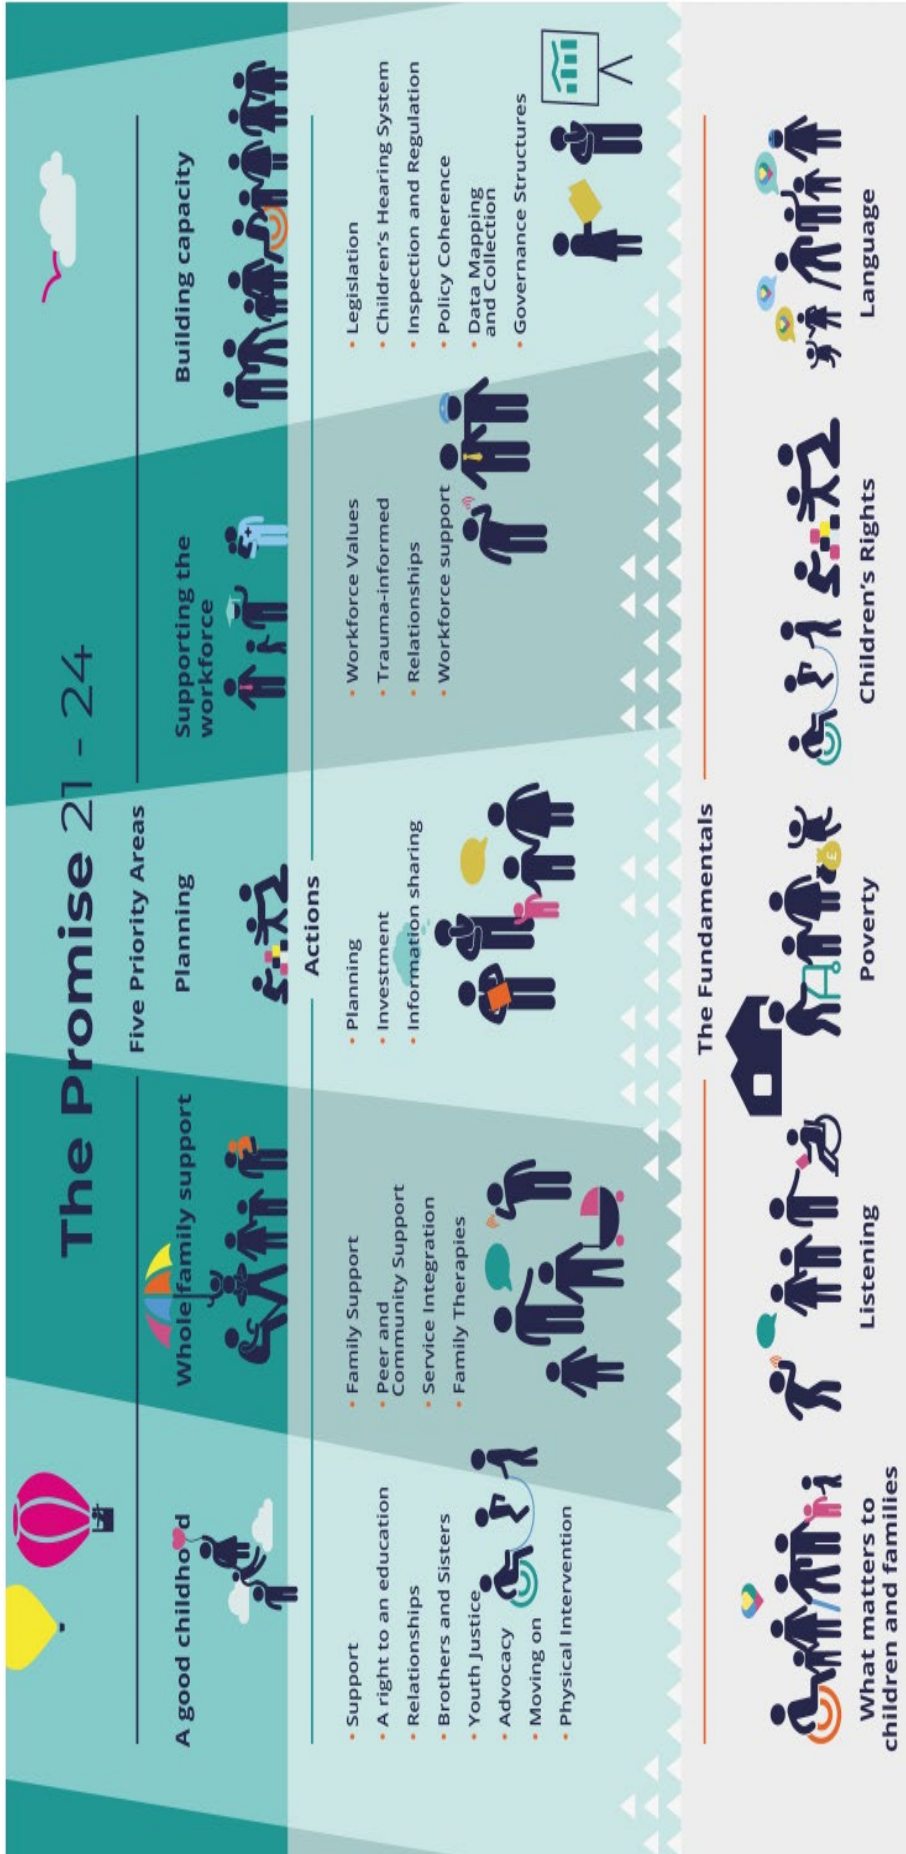 The Promise 21 - 24
Five Priority Areas
A good childhood
Whole family support
Planning
Supporting the
workforce
Building capacity
Actions
• Support
• A right to an education
• Relationships
• Brothers and Sisters
• Youth Justice
• Advocacy
• Moving on
• Physical Intervention
• Family Support
• Peer and
Community Support
• Service Integration
• Family Therapies
• Planning
• Investment
• Information sharing
• Workforce Values
• Trauma-informed
• Relationships
• Workforce support
• Legislation
• Children's Hearing System
• Inspection and Regulation
• Policy Coherence
• Data Mapping
and Collection
• Governance Structures
The Fundamentals
What matters to
children and families
Listening
Poverty
£
Children's Rights
Language